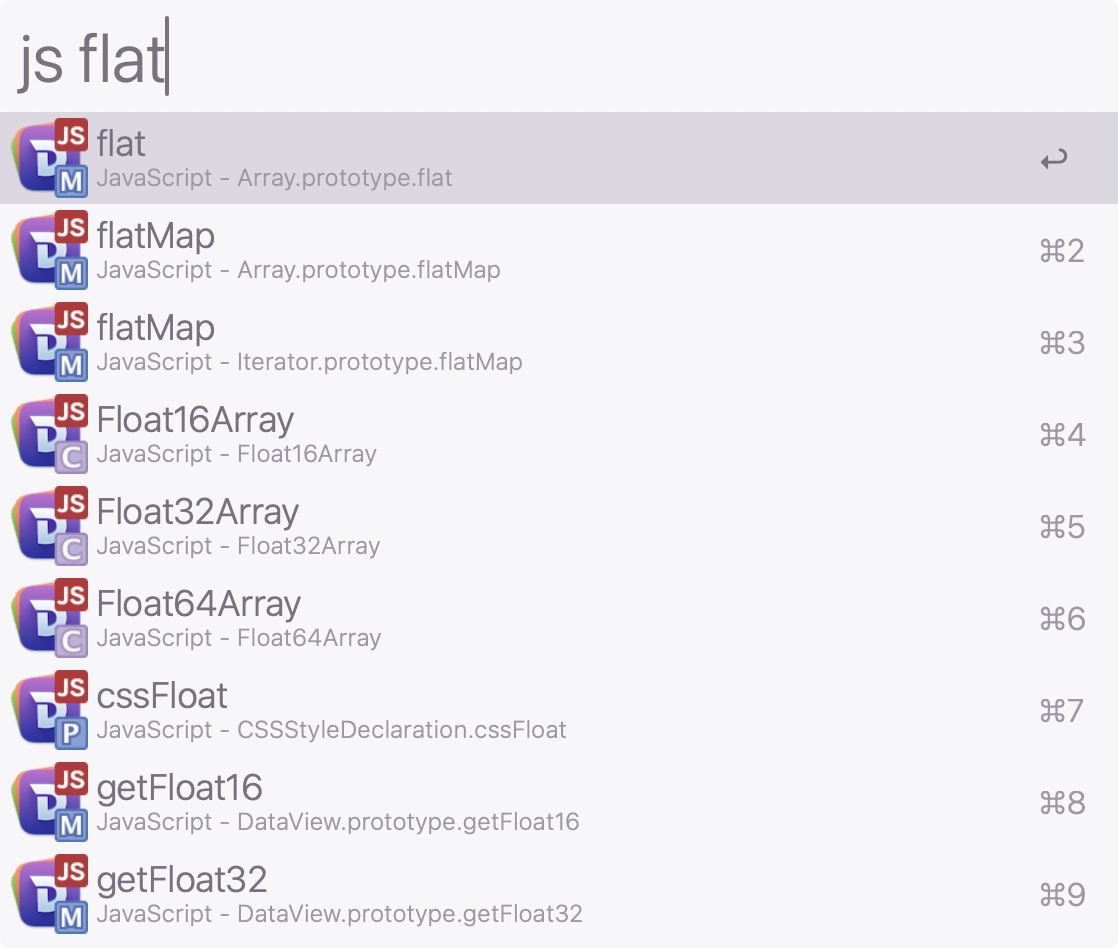 js flat
JS
flat
M
JavaScript - Array.prototype.flat
JS
flatMap
⌘2
M
JavaScript - Array.prototype.flatMap
JS
flatMap
⌘3
M
JavaScript - Iterator.prototype.flatMap
JS
Float16Array
⌘4
C
JavaScript - Float16Array
JS
Float32Array
⌘5
C
JavaScript - Float32Array
JS
Float64Array
⌘6
C
JavaScript - Float64Array
JS
cssFloat
⌘7
P
JavaScript - CSSStyleDeclaration.cssFloat
JS
getFloat16
⌘8
M
JavaScript - DataView.prototype.getFloat16
JS
getFloat32
⌘9
M
JavaScript - DataView.prototype.getFloat32